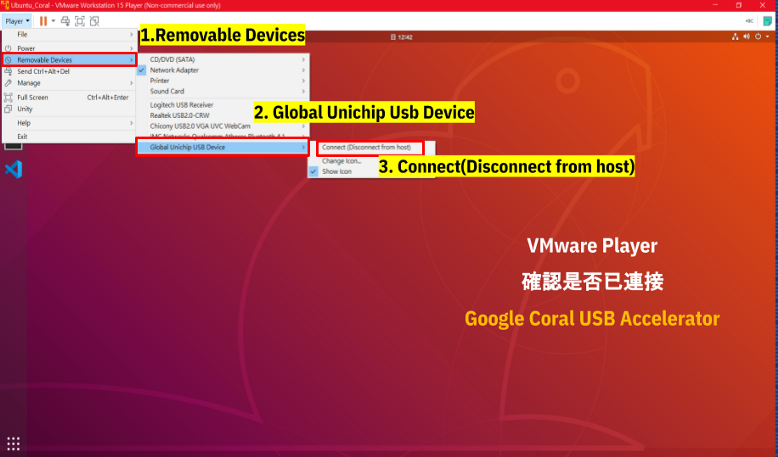 Ubuntu_Coral - VMware Workstation 15 Player (Non-commercial use only)
Player
File
Power
Removable Devices
Send Ctrl+Alt+Del
Manage
Full Screen Ctrl+Alt+Enter
Unity
Help
Exit
1.Removable Devices
12:42
CD/DVD (SATA)
Network Adapter
Printer
Sound Card
Logitech USB Receiver
Realtek USB2.0-CRW
Chicony USB2.0 VGA UVC WebCam
IMC Networks Qualcomm Atheros Bluetooth 4.1
Global Unichip USB Device
2. Global Unichip Usb Device
Connect (Disconnect from host)
Change Icon...
Show Icon
3. Connect(Disconnect from host)
VMware Player
確認是否已連接
Google Coral USB Accelerator